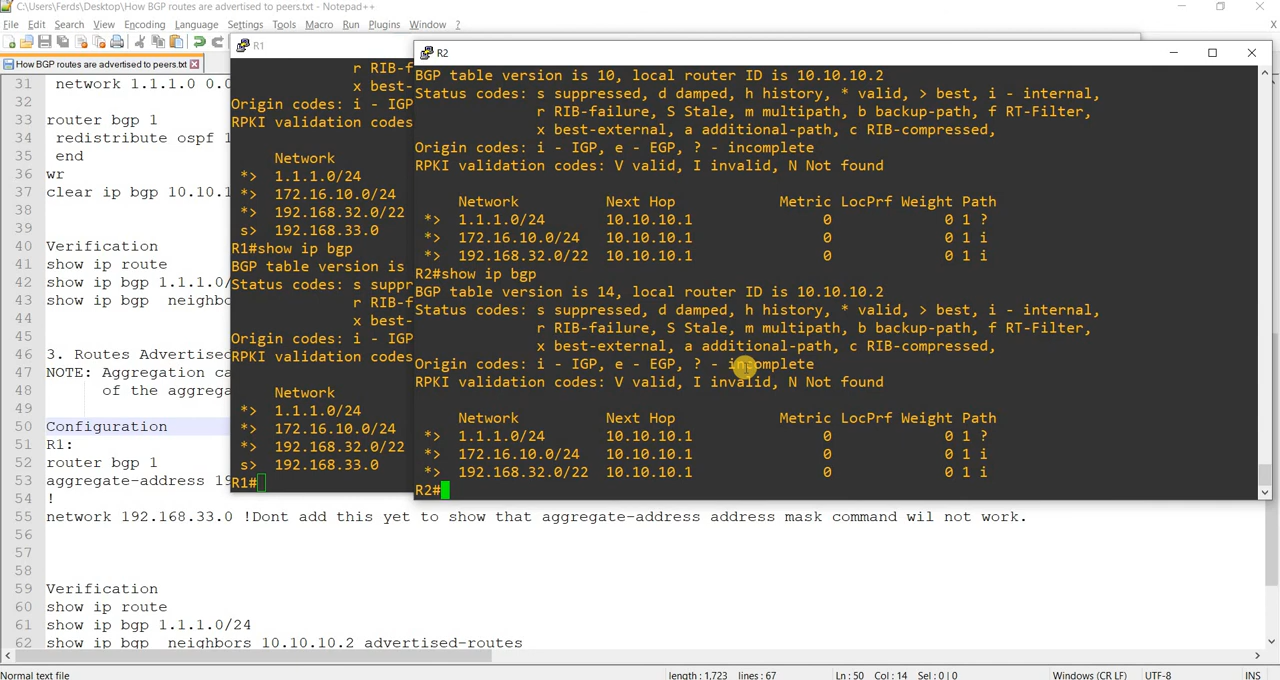 C:\Users\Ferds\Desktop\How BGP routes are advertised to peers.txt - Notepad++
File Edit Search View Encoding Language Settings Tools Macro Run Plugins Window ?
How BGP routes are advertised to peers.txt
31 network 1.1.1.0 0.0
32
33 router bgp 1
34 redistribute ospf 1
35 end
36 wr
37 clear ip bgp 10.10.1
38
39
40 Verification
41 show ip route
42 show ip bgp 1.1.1.0/
43 show ip bgp neighbo
44
45
46 3. Routes Advertised
47 NOTE: Aggregation ca
48 of the aggrega
49
50 Configuration
51 R1:
52 router bgp 1
53 aggregate-address 19
54 !
55 network 192.168.33.0 !Dont add this yet to show that aggregate-address address mask command wil not work.
56
57
58
59 Verification
60 show ip route
61 show ip bgp 1.1.1.0/24
62 show ip bgp neighbors 10.10.10.2 advertised-routes
R1
r RIB-f
x best-
Origin codes: i - IGP
RPKI validation codes
Network
*> 1.1.1.0/24
*> 172.16.10.0/24
*> 192.168.32.0/22
s> 192.168.33.0
R1#show ip bgp
BGP table version is
Status codes: s suppr
r RIB-f
x best-
Origin codes: i - IGP
RPKI validation codes
Network
*> 1.1.1.0/24
*> 172.16.10.0/24
*> 192.168.32.0/22
s> 192.168.33.0
R1#
R2
BGP table version is 10, local router ID is 10.10.10.2
Status codes: s suppressed, d damped, h history, * valid, > best, i - internal,
r RIB-failure, S Stale, m multipath, b backup-path, f RT-Filter,
x best-external, a additional-path, c RIB-compressed,
Origin codes: i - IGP, e - EGP, ? - incomplete
RPKI validation codes: V valid, I invalid, N Not found
Network Next Hop Metric LocPrf Weight Path
*> 1.1.1.0/24 10.10.10.1 0 0 1 ?
*> 172.16.10.0/24 10.10.10.1 0 0 1 i
*> 192.168.32.0/22 10.10.10.1 0 0 1 i
R2#show ip bgp
BGP table version is 14, local router ID is 10.10.10.2
Status codes: s suppressed, d damped, h history, * valid, > best, i - internal,
r RIB-failure, S Stale, m multipath, b backup-path, f RT-Filter,
x best-external, a additional-path, c RIB-compressed,
Origin codes: i - IGP, e - EGP, ? - incomplete
RPKI validation codes: V valid, I invalid, N Not found
Network Next Hop Metric LocPrf Weight Path
*> 1.1.1.0/24 10.10.10.1 0 0 1 ?
*> 172.16.10.0/24 10.10.10.1 0 0 1 i
*> 192.168.32.0/22 10.10.10.1 0 0 1 i
R2#
Normal text file length : 1,723 lines : 67 Ln : 50 Col : 14 Sel : 0 | 0 Windows (CR LF) UTF-8 INS